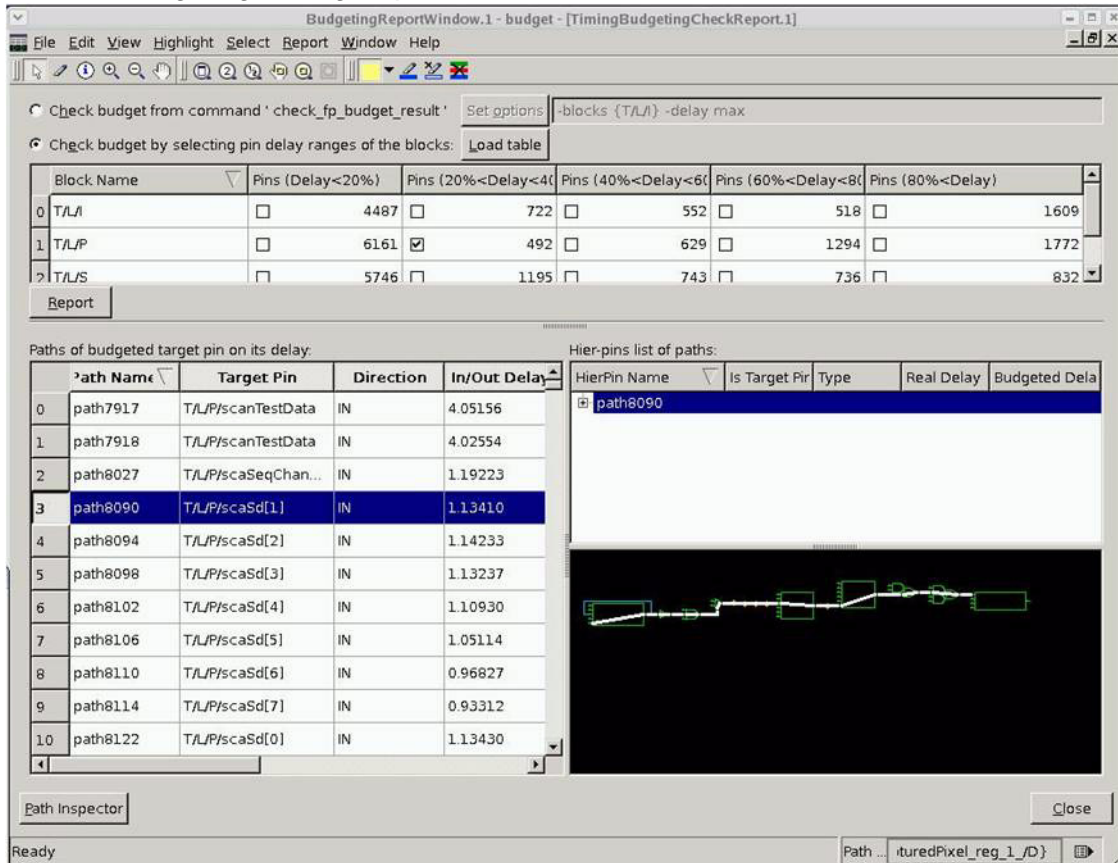 BudgetingReportWindow.1 - budget - [TimingBudgetingCheckReport.1]
File Edit View Highlight Select Report Window Help
Check budget from command ' check_fp_budget_result ' Set options -blocks {T/L/I} -delay max
Check budget by selecting pin delay ranges of the blocks: Load table
Block Name Pins (Delay<20%) Pins (20%<Delay<4( Pins (40%<Delay<6( Pins (60%<Delay<8( Pins (80%<Delay)
0 T/L/I 4487 722 552 518 1609
1 T/L/P 6161 492 629 1294 1772
2 T/L/S 5746 1195 743 736 832
Report
Paths of budgeted target pin on its delay: Hier-pins list of paths:
Path Name Target Pin Direction In/Out Delay HierPin Name Is Target Pin Type Real Delay Budgeted Dela
path8090
0 path7917 T/L/P/scanTestData IN 4.05156
1 path7918 T/L/P/scanTestData IN 4.02554
2 path8027 T/L/P/scaSeqChan... IN 1.19223
3 path8090 T/L/P/scaSd[1] IN 1.13410
4 path8094 T/L/P/scaSd[2] IN 1.14233
5 path8098 T/L/P/scaSd[3] IN 1.13237
6 path8102 T/L/P/scaSd[4] IN 1.10930
7 path8106 T/L/P/scaSd[5] IN 1.05114
8 path8110 T/L/P/scaSd[6] IN 0.96827
9 path8114 T/L/P/scaSd[7] IN 0.93312
10 path8122 T/L/P/scaSd[0] IN 1.13430
Path Inspector Close
Ready Path ... ituredPixel_reg_1_/D}